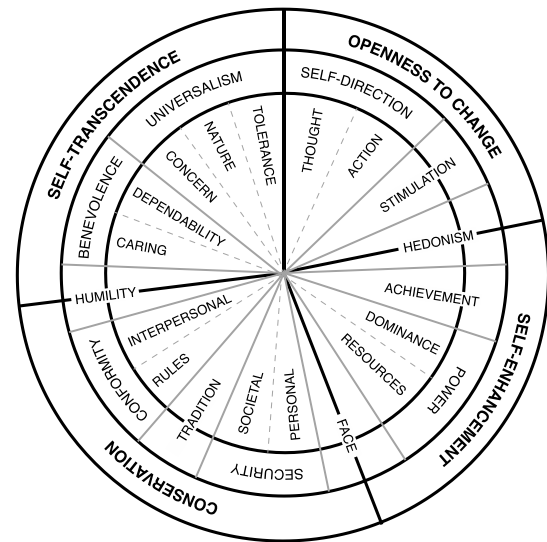 SELF-TRANSCENDENCE
OPENNESS TO CHANGE
SELF-ENHANCEMENT
CONSERVATION
UNIVERSALISM
SELF-DIRECTION
TOLERANCE
NATURE
CONCERN
THOUGHT
ACTION
STIMULATION
HEDONISM
ACHIEVEMENT
DOMINANCE
RESOURCES
POWER
FACE
PERSONAL
SOCIETAL
SECURITY
TRADITION
RULES
INTERPERSONAL
CONFORMITY
HUMILITY
CARING
DEPENDABILITY
BENEVOLENCE